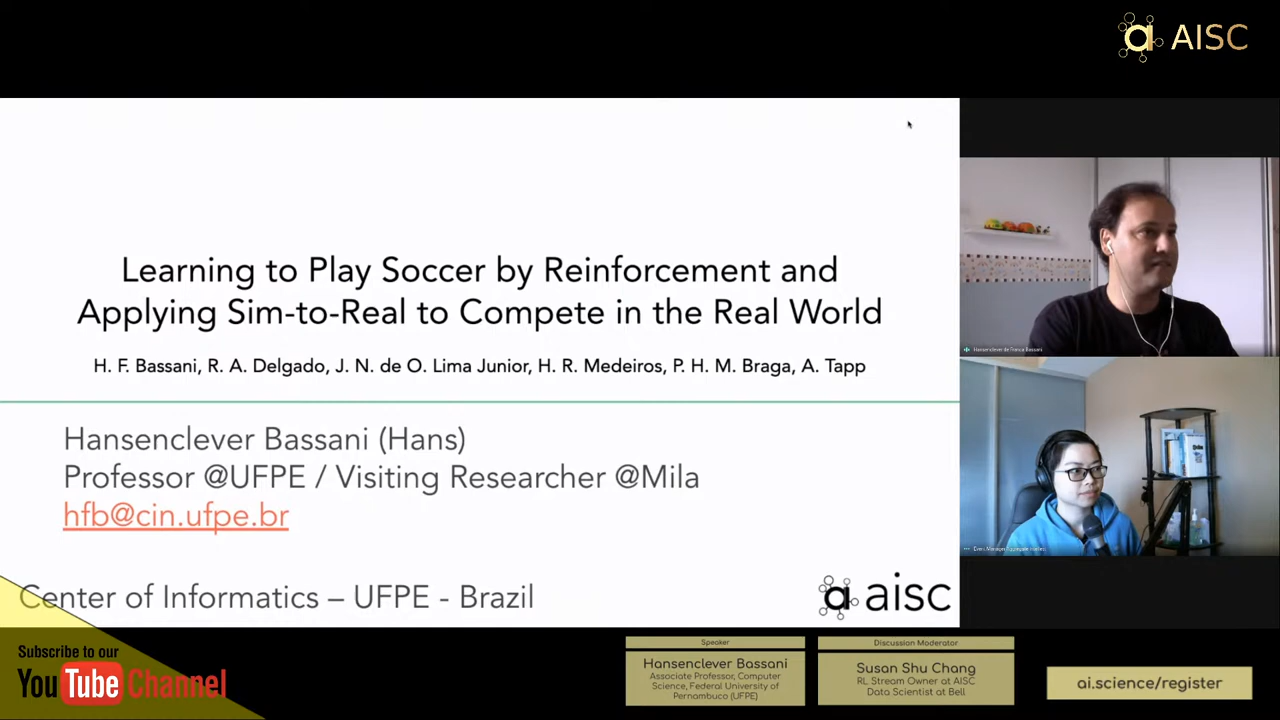 AISC
Learning to Play Soccer by Reinforcement and
Applying Sim-to-Real to Compete in the Real World
H. F. Bassani, R. A. Delgado, J. N. de O. Lima Junior, H. R. Medeiros, P. H. M. Braga, A. Tapp
Hansenclever Bassani (Hans)
Professor @UFPE / Visiting Researcher @Mila
hfb@cin.ufpe.br
Center of Informatics – UFPE - Brazil
aisc
Hansenclever de Franca Bassani
Subscribe to our
YouTube Channel
Speaker
Hansenclever Bassani
Associate Professor, Computer
Science, Federal University of
Pernambuco (UFPE)
Discussion Moderator
Susan Shu Chang
RL Stream Owner at AISC
Data Scientist at Bell
ai.science/register